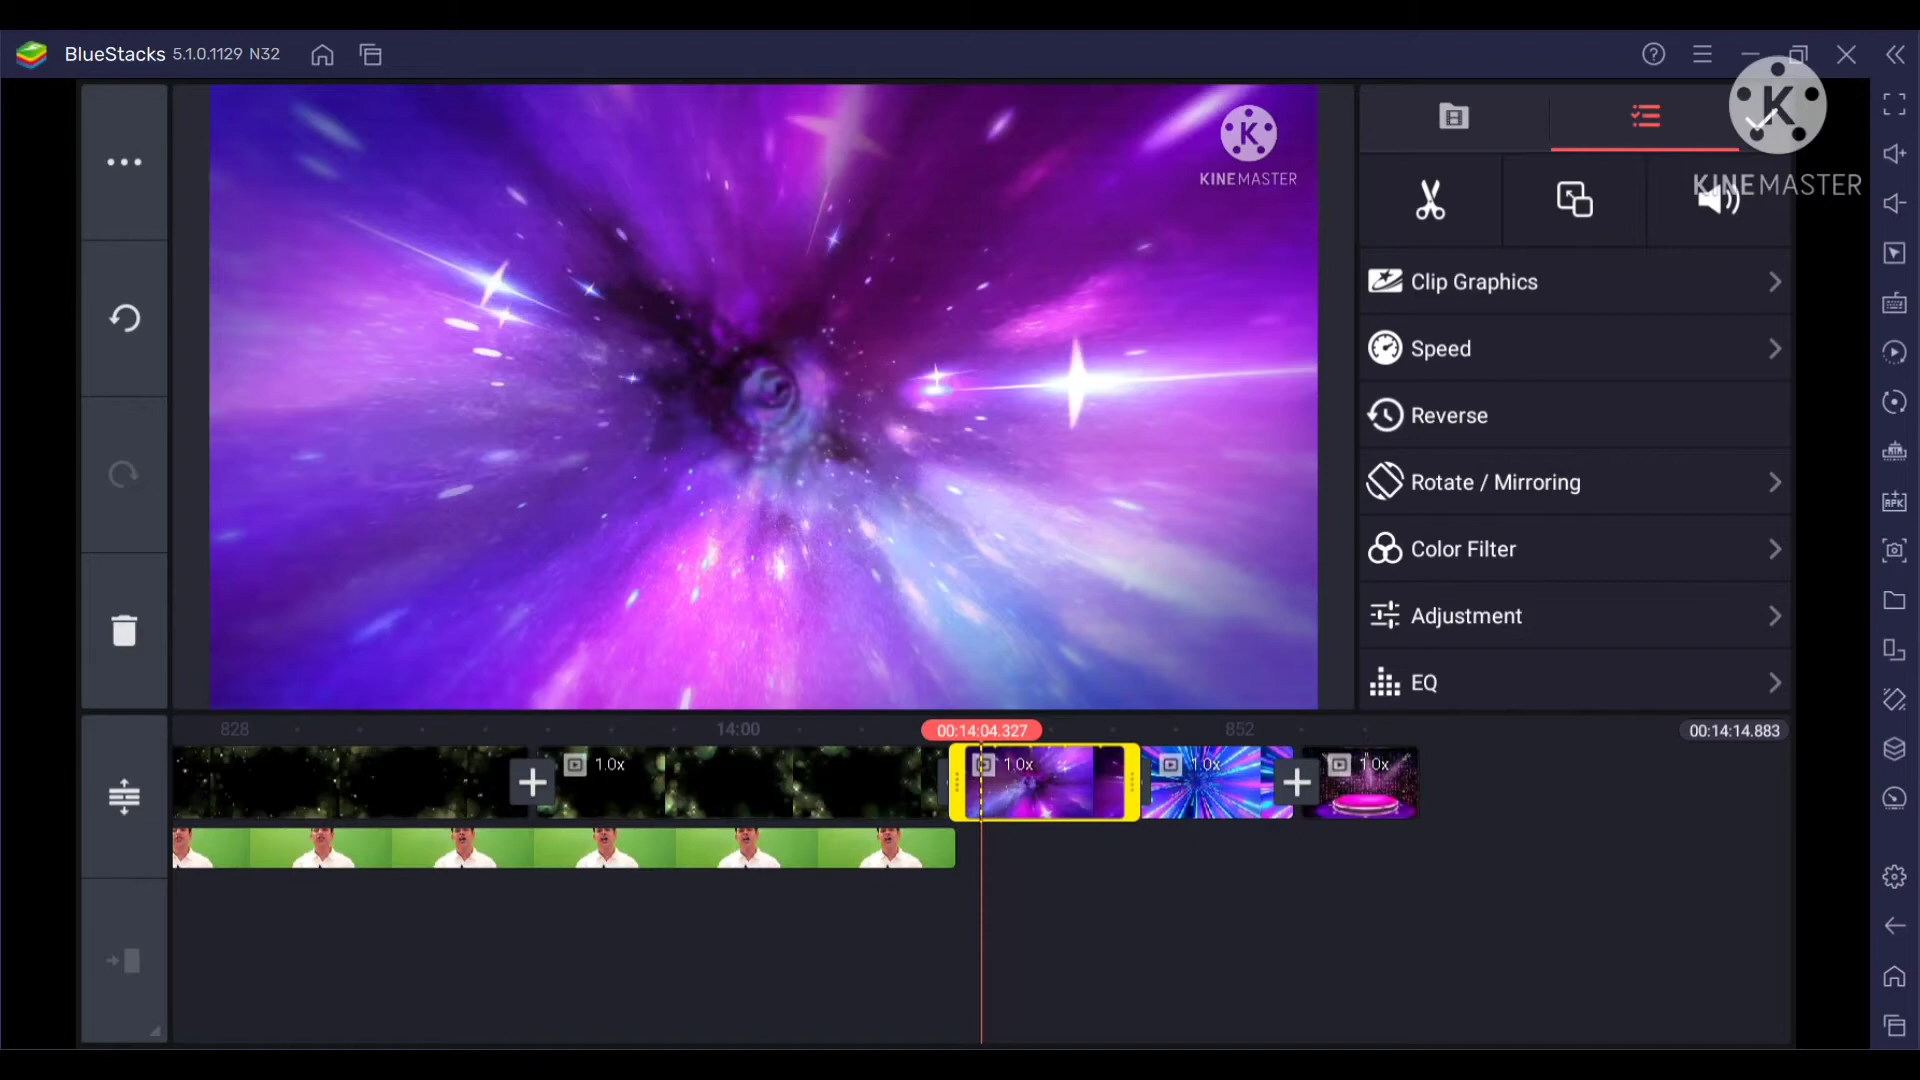 BlueStacks 5.1.0.1129 N32
K
KINEMASTER
K
KINEMASTER
Clip Graphics
Speed
Reverse
Rotate / Mirroring
Color Filter
Adjustment
EQ
828
14:00
00:14:04.327
852
00:14:14.883
1.0x
1.0x
1.0x
1.0x
APK